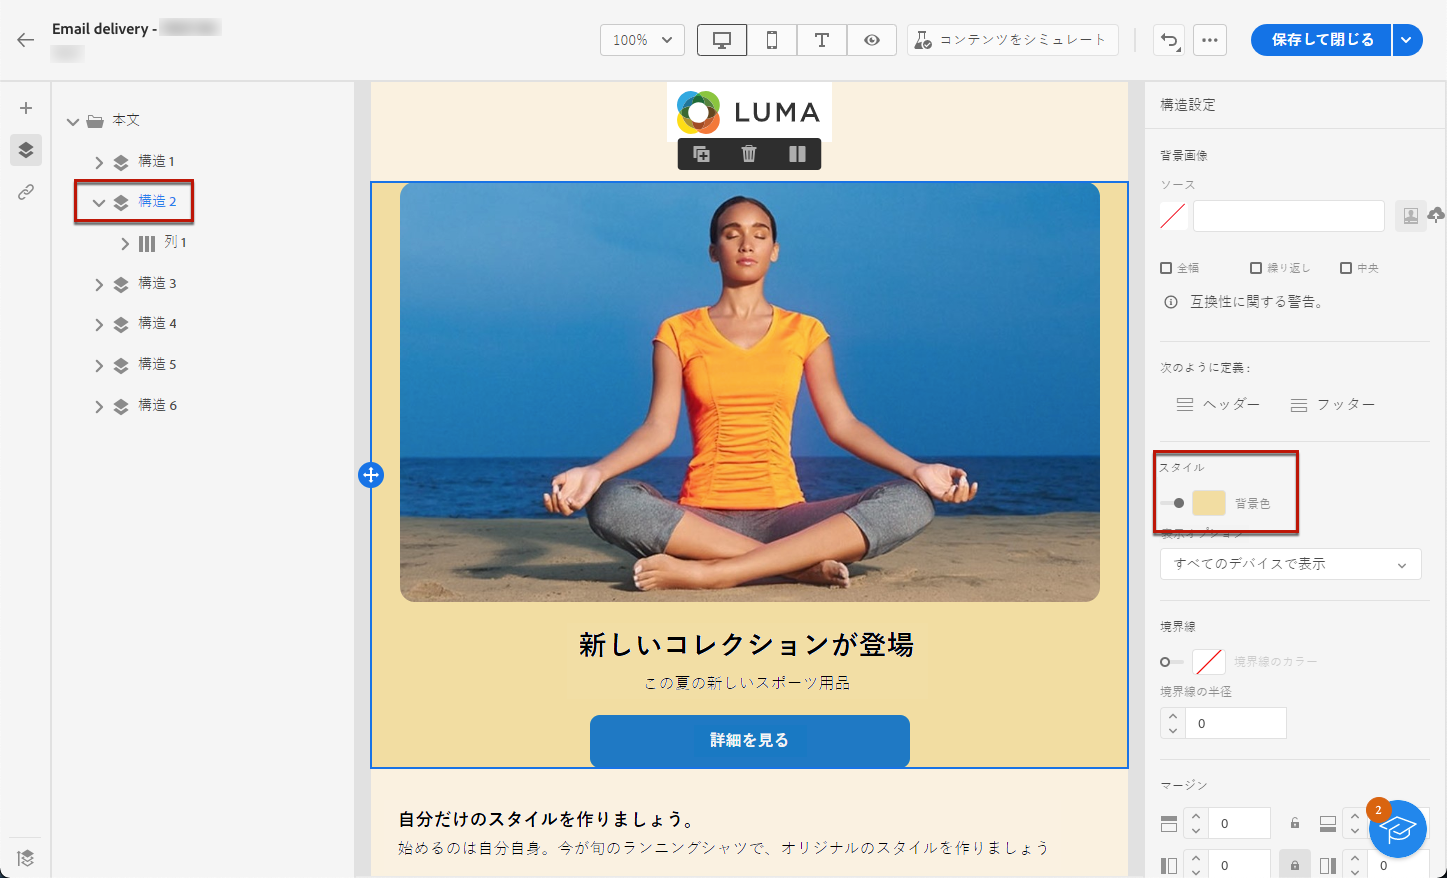 Email delivery -
100%
コンテンツをシミュレート
保存して閉じる
本文
構造 1
構造 2
列 1
構造 3
構造 4
構造 5
構造 6
LUMA
新しいコレクションが登場
この夏の新しいスポーツ用品
詳細を見る
自分だけのスタイルを作りましょう。
始めるのは自分自身。今が旬のランニングシャツで、オリジナルのスタイルを作りましょう
構造設定
背景画像
ソース
全幅
繰り返し
中央
互換性に関する警告。
次のように定義 :
ヘッダー
フッター
スタイル
背景色
表示オプション
すべてのデバイスで表示
境界線
境界線のカラー
境界線の半径
0
マージン
0
2
0
0